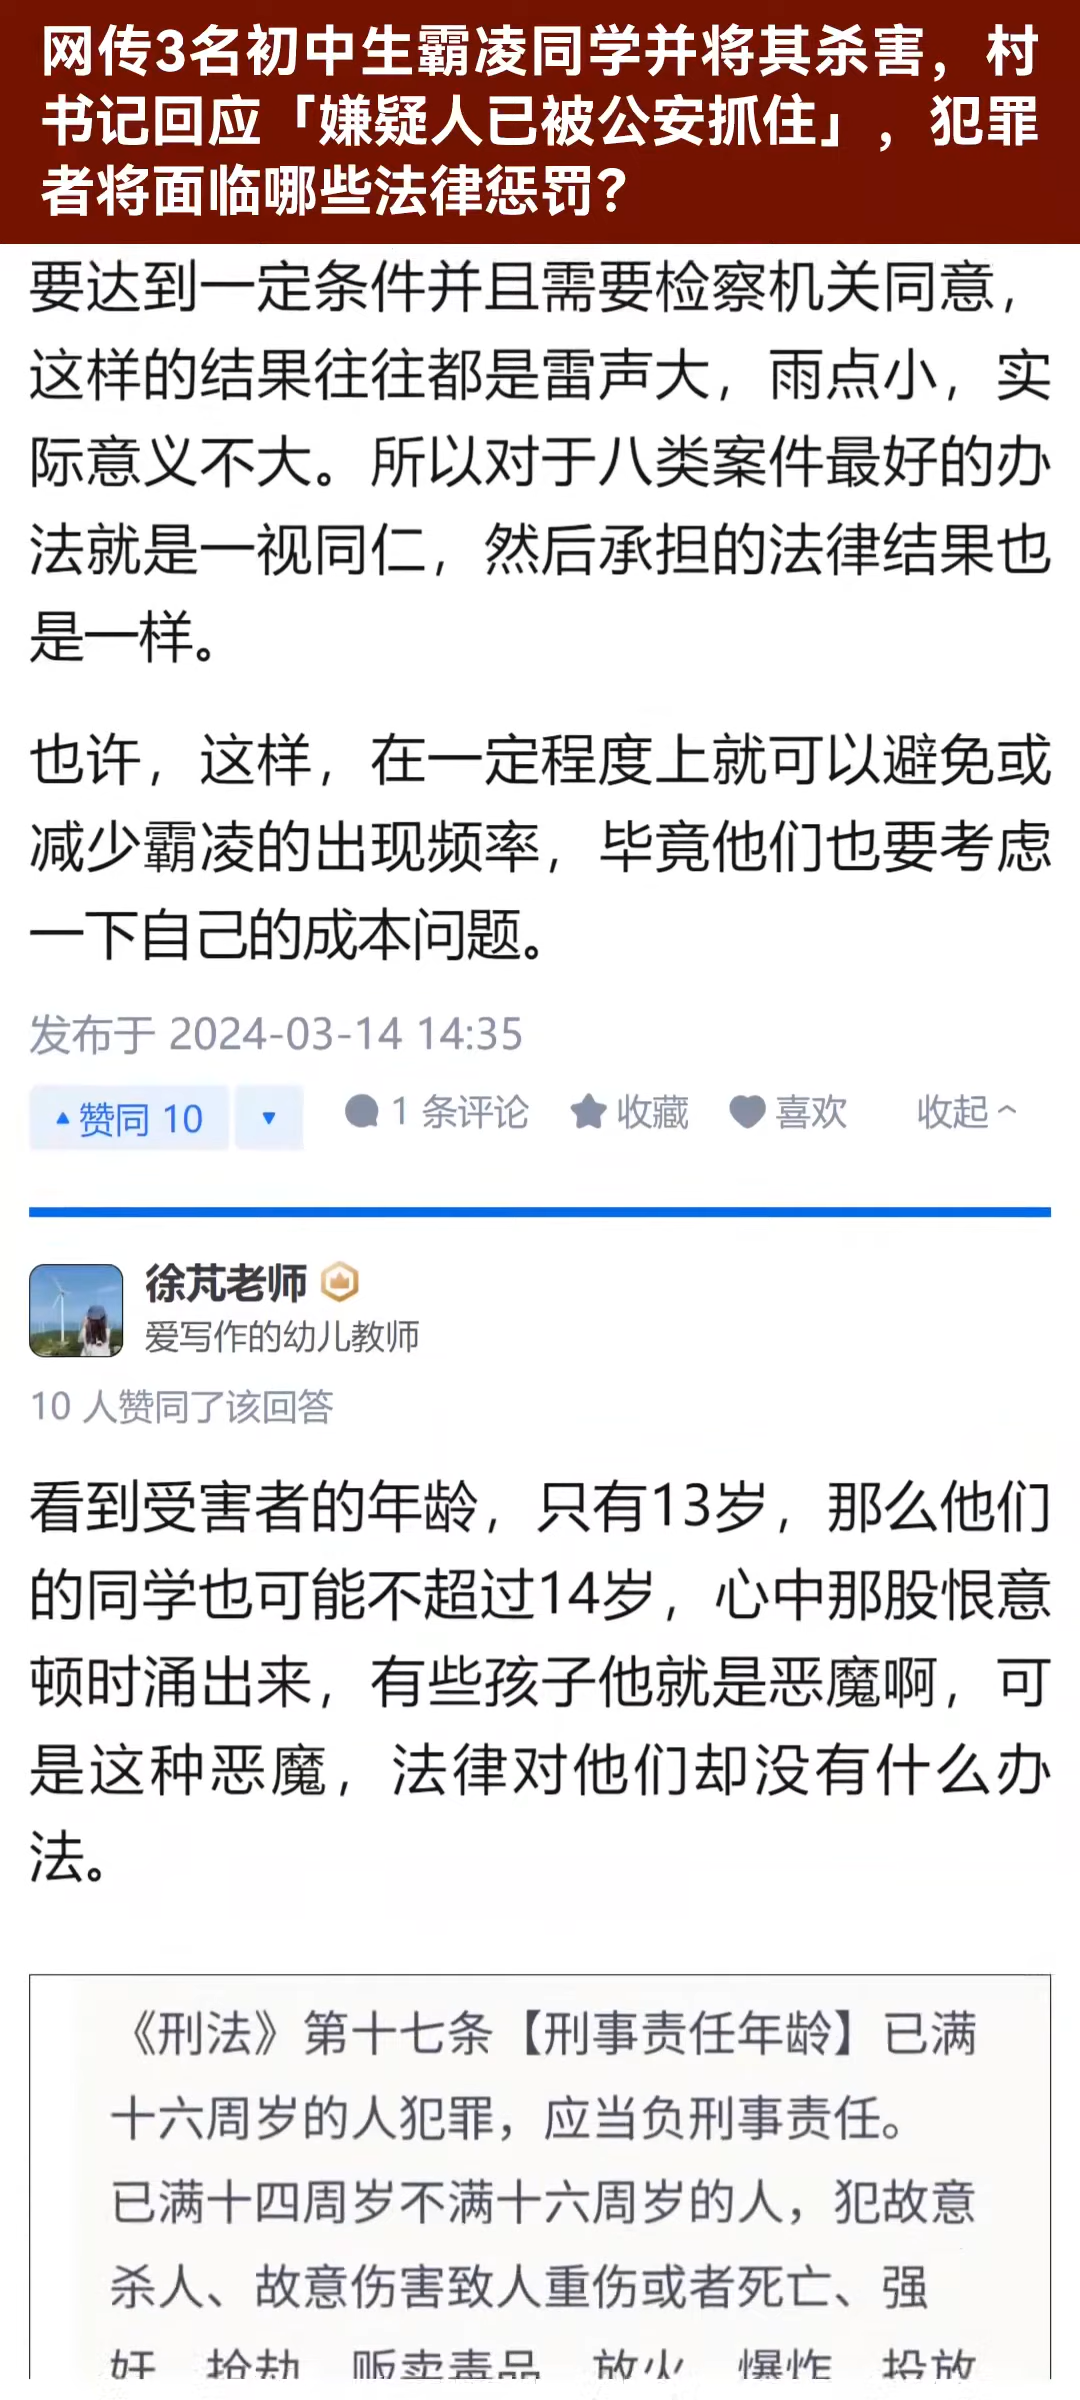 网传3名初中生霸凌同学并将其杀害，村
书记回应「嫌疑人已被公安抓住」，犯罪
者将面临哪些法律惩罚？
要达到一定条件并且需要检察机关同意，
这样的结果往往都是雷声大，雨点小，实
际意义不大。所以对于八类案件最好的办
法就是一视同仁，然后承担的法律结果也
是一样。
也许，这样，在一定程度上就可以避免或
减少霸凌的出现频率，毕竟他们也要考虑
一下自己的成本问题。
发布于 2024-03-14 14:35
赞同 10
1 条评论
收藏
喜欢
收起
徐芃老师
爱写作的幼儿教师
10 人赞同了该回答
看到受害者的年龄，只有13岁，那么他们
的同学也可能不超过14岁，心中那股恨意
顿时涌出来，有些孩子他就是恶魔啊，可
是这种恶魔，法律对他们却没有什么办
法。
《刑法》第十七条【刑事责任年龄】已满
十六周岁的人犯罪，应当负刑事责任。
已满十四周岁不满十六周岁的人，犯故意
杀人、故意伤害致人重伤或者死亡、强
奸、抢劫、贩卖毒品、放火、爆炸、投放